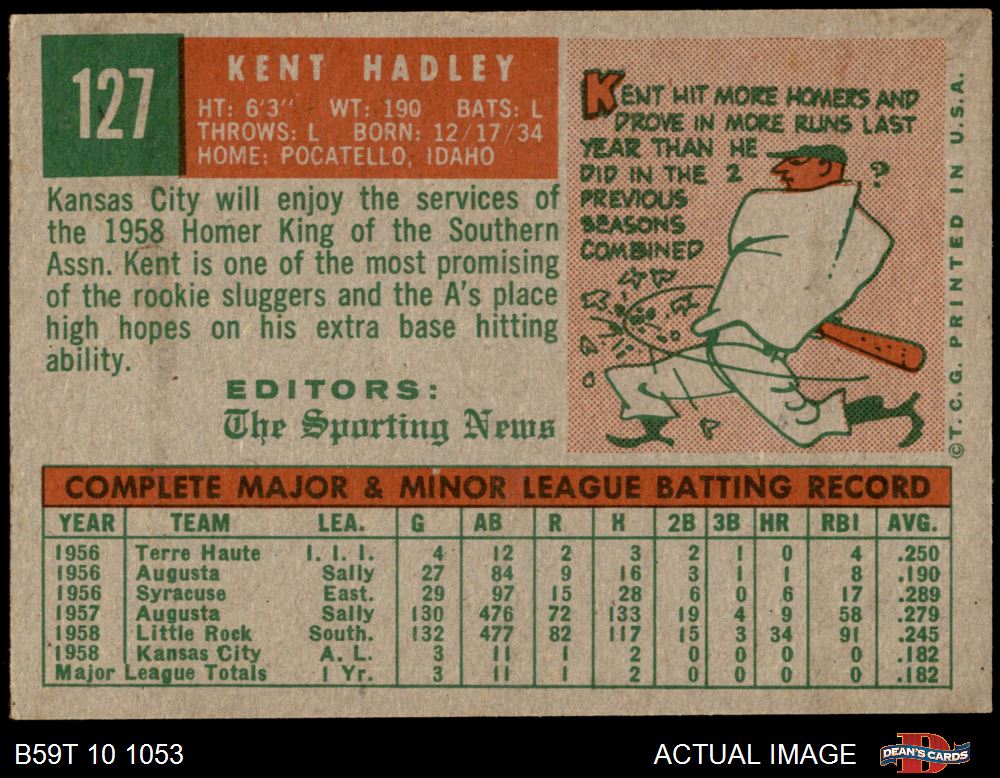 127
KENT HADLEY
HT: 6'3" WT: 190 BATS: L
THROWS: L BORN: 12/17/34
HOME: POCATELLO, IDAHO
Kansas City will enjoy the services of
the 1958 Homer King of the Southern
Assn. Kent is one of the most promising
of the rookie sluggers and the A's place
high hopes on his extra base hitting
ability.
EDITORS:
The Sporting News
KENT HIT MORE HOMERS AND
DROVE IN MORE RUNS LAST
YEAR THAN HE
DID IN THE 2
PREVIOUS
SEASONS
COMBINED
?
© T.C.G. PRINTED IN U.S.A.
COMPLETE MAJOR & MINOR LEAGUE BATTING RECORD
YEAR TEAM LEA. G AB R H 2B 3B HR RBI AVG.
1956 Terre Haute I. I. I. 4 12 2 3 2 1 0 4 .250
1956 Augusta Sally 27 84 9 16 3 1 1 8 .190
1956 Syracuse East. 29 97 15 28 6 0 6 17 .289
1957 Augusta Sally 130 476 72 133 19 4 9 58 .279
1958 Little Rock South. 132 477 82 117 15 3 34 91 .245
1958 Kansas City A. L. 3 11 1 2 0 0 0 0 .182
Major League Totals 1 Yr. 3 11 1 2 0 0 0 0 .182
B59T 10 1053
ACTUAL IMAGE
D
DEAN'S CARDS